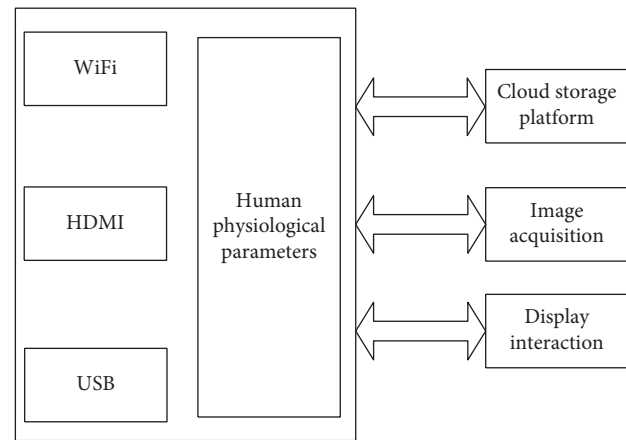 WiFi
HDMI
USB
Human
physiological
parameters
Cloud storage
platform
Image
acquisition
Display
interaction